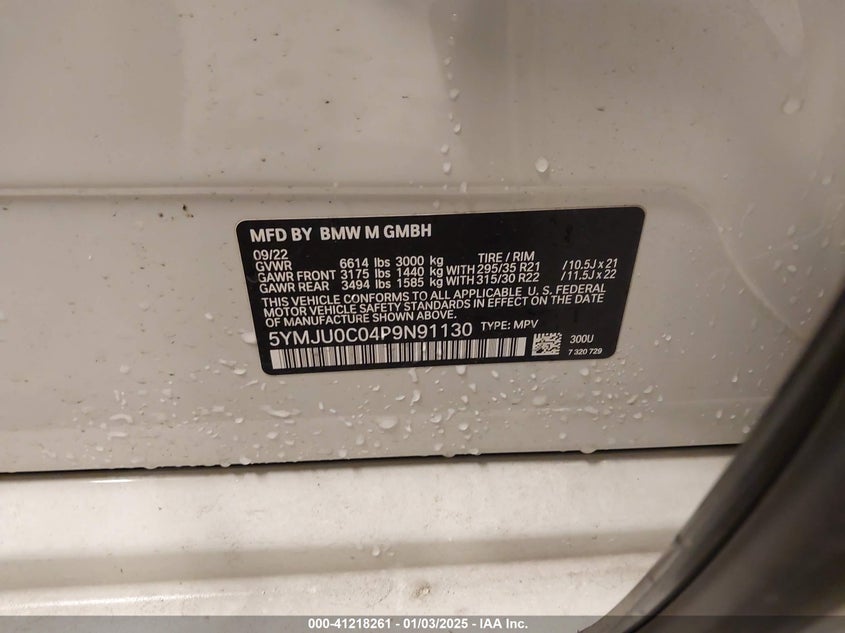 MFD BY BMW M GMBH
09/22
GVWR 6614 lbs 3000 kg TIRE / RIM
GAWR FRONT 3175 lbs 1440 kg WITH 295/35 R21 / 10.5J x 21
GAWR REAR 3494 lbs 1585 kg WITH 315/30 R22 / 11.5J x 22
THIS VEHICLE CONFORMS TO ALL APPLICABLE U. S. FEDERAL
MOTOR VEHICLE SAFETY STANDARDS IN EFFECT ON THE DATE
OF MANUFACTURE SHOWN ABOVE.
5YMJU0C04P9N91130 TYPE: MPV
300U
7 320 729
000-41218261 - 01/03/2025 - IAA Inc.